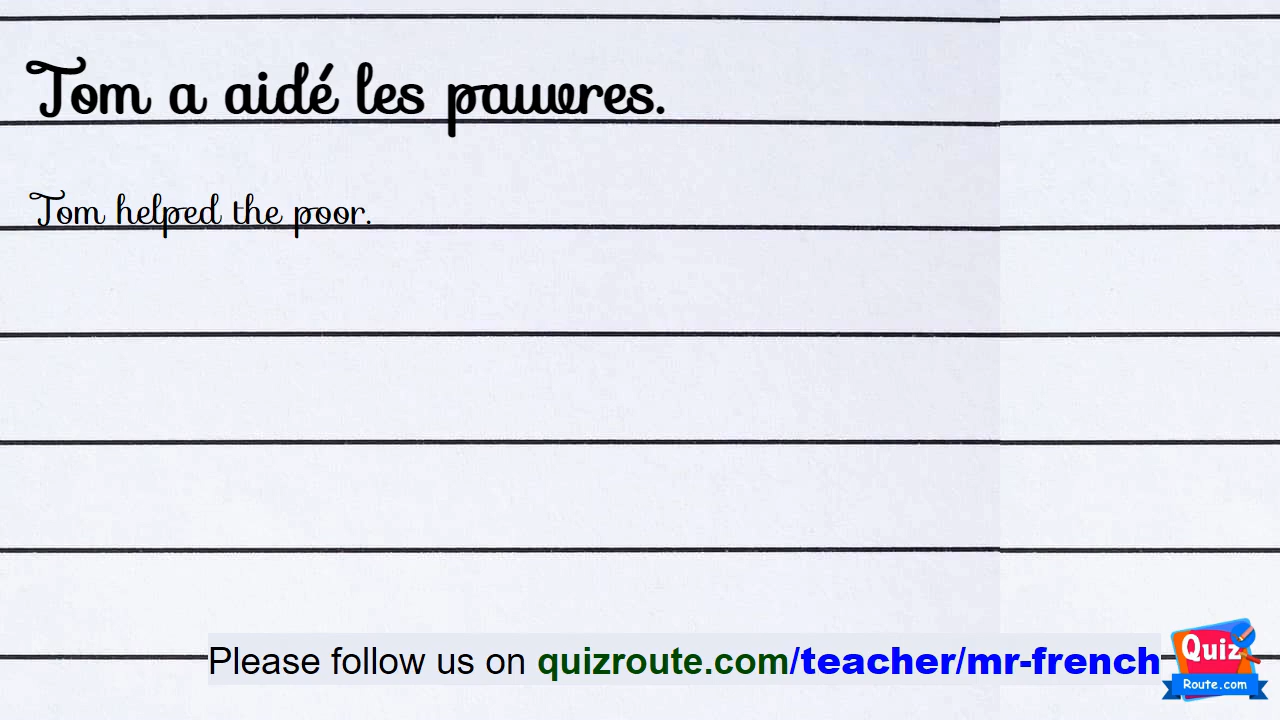 Tom a aidé les pauvres.
Tom helped the poor.
Please follow us on quizroute.com/teacher/mr-french
Quiz
Route.com